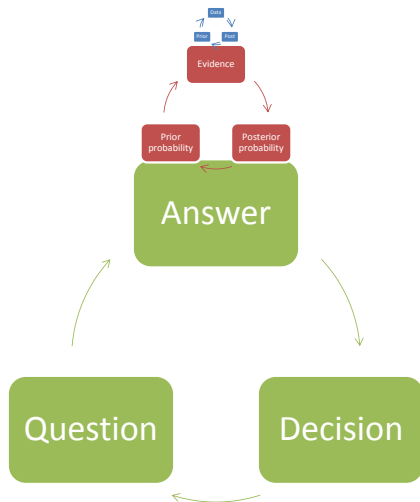 Data
Prior
Post
Evidence
Prior
probability
Posterior
probability
Answer
Question
Decision